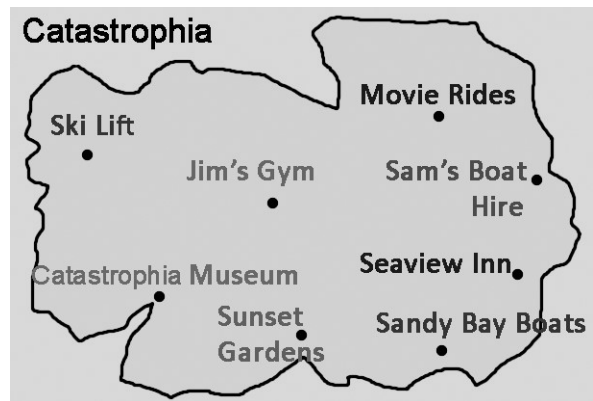 Catastrophia
Movie Rides
Ski Lift
Jim's Gym
Sam's Boat
Hire
Seaview Inn
Catastrophia Museum
Sunset
Gardens
Sandy Bay Boats